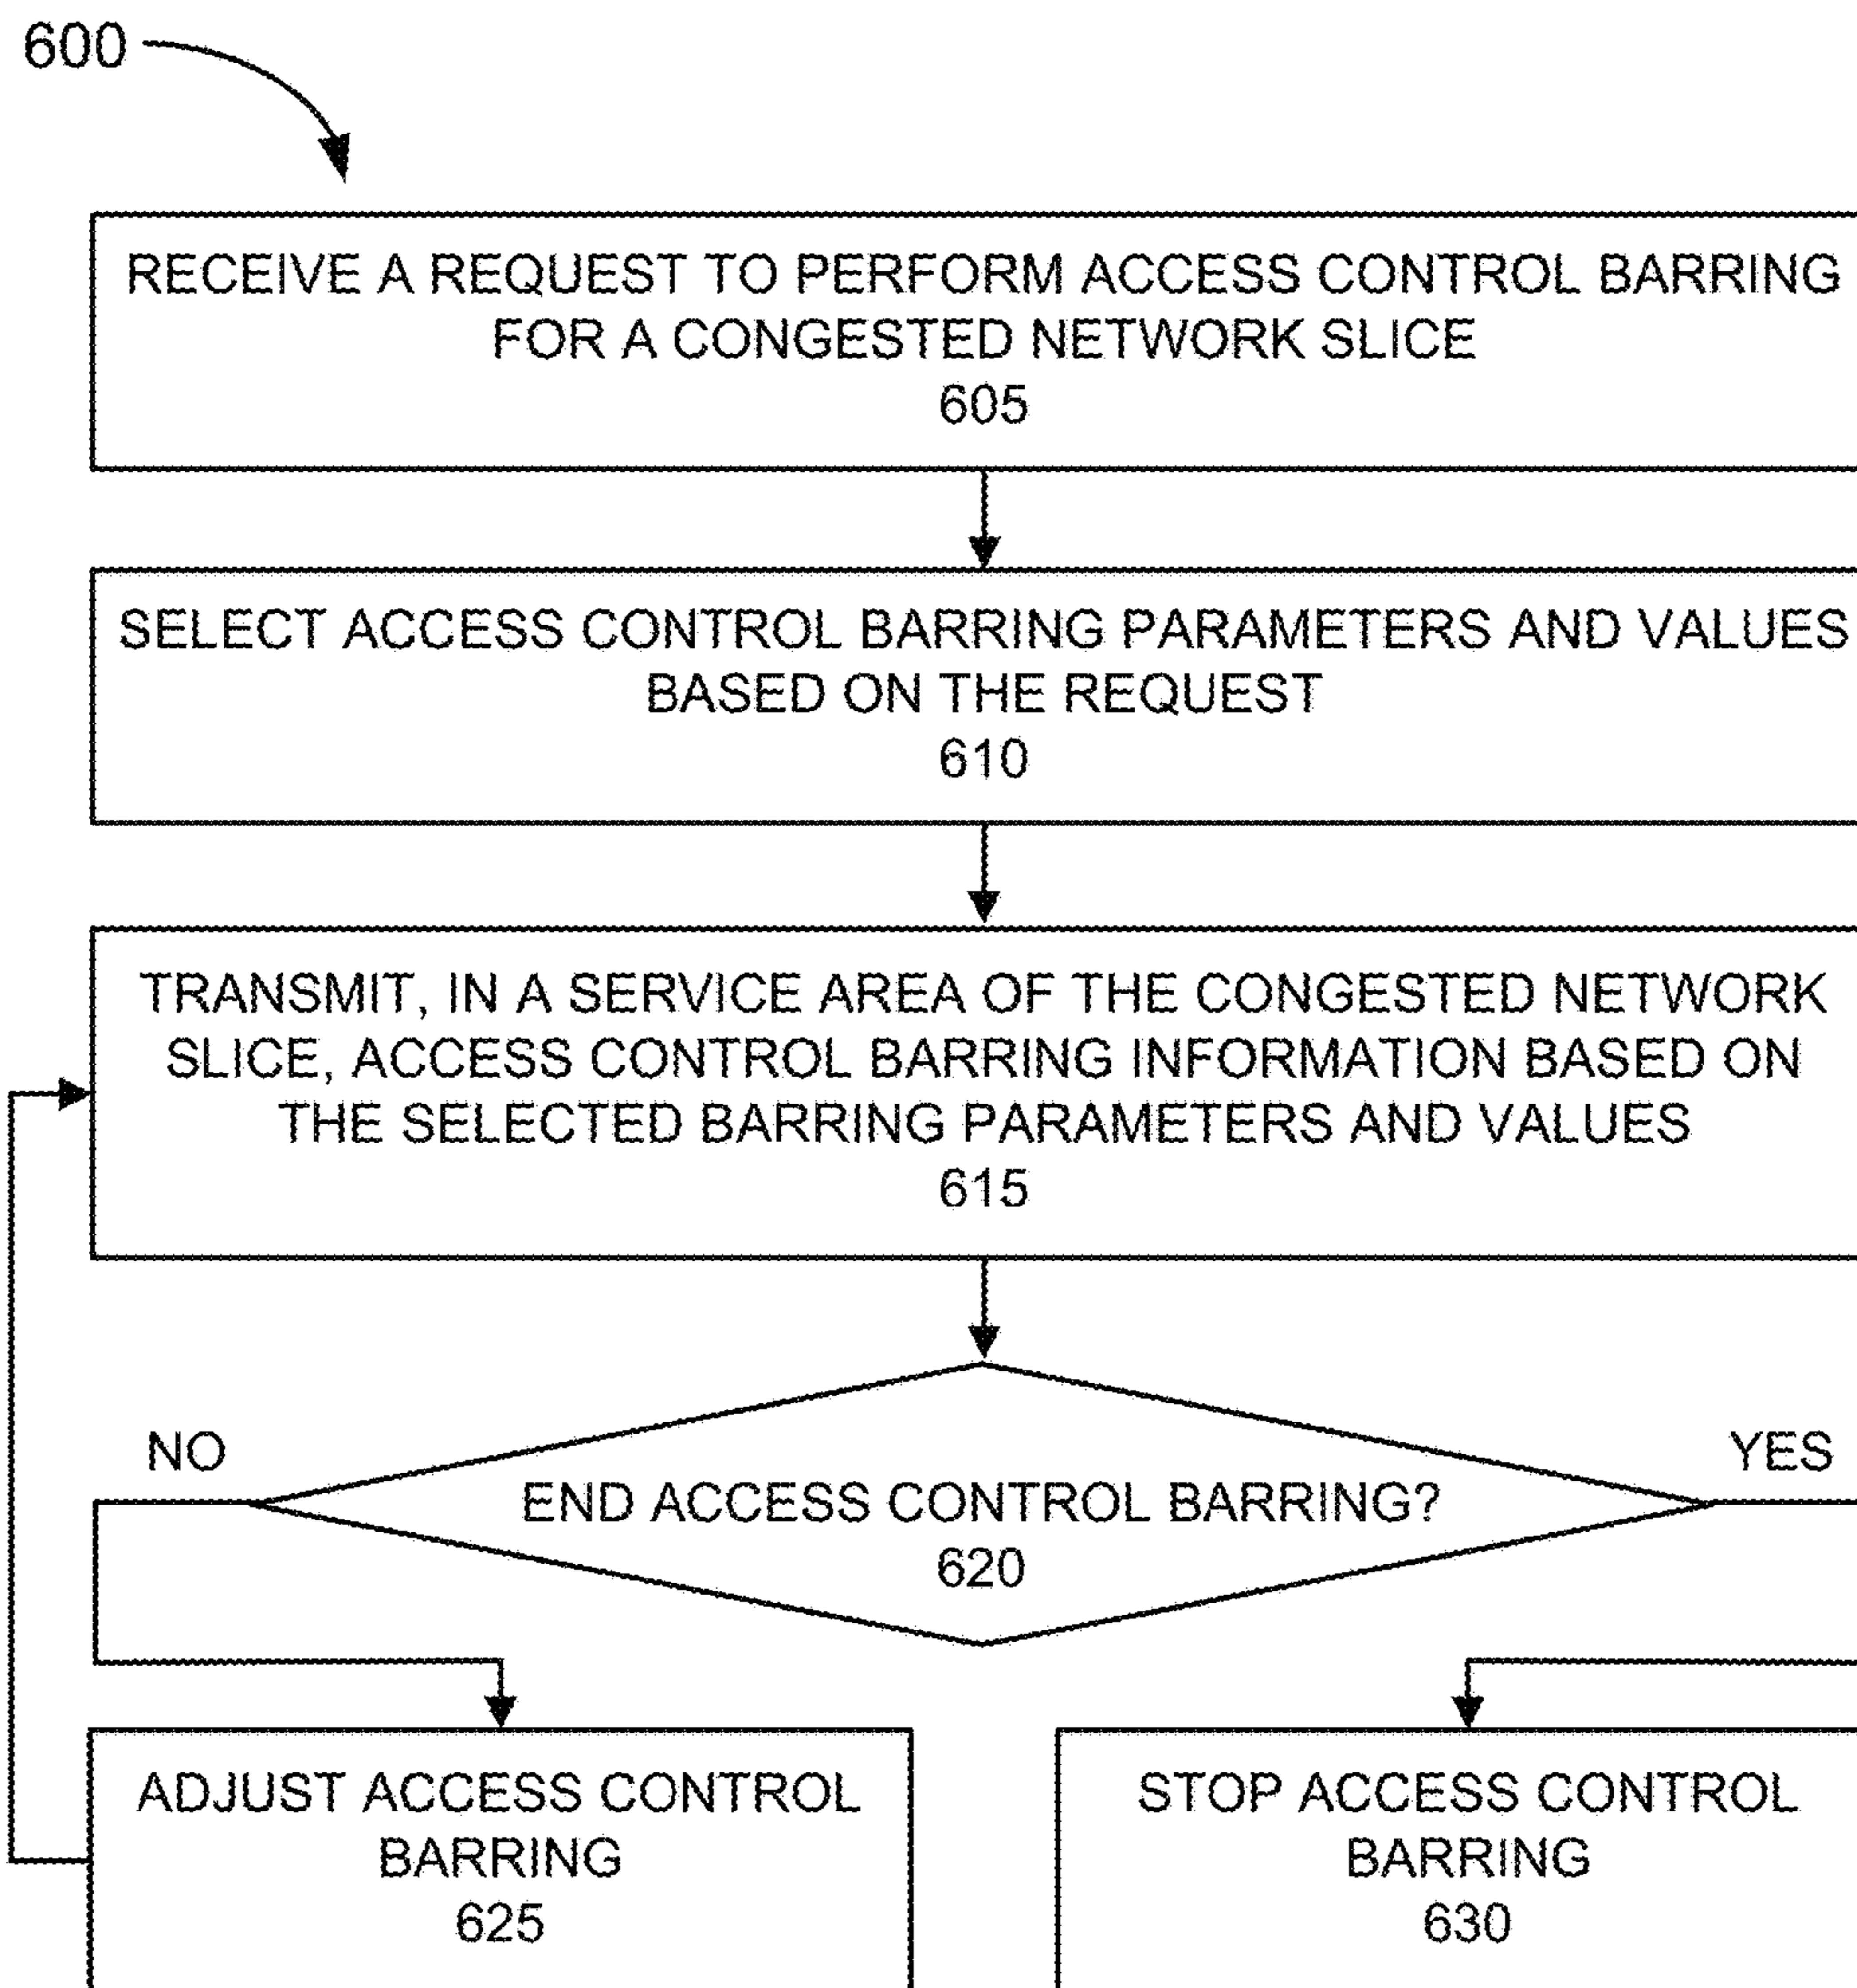 600
RECEIVE A REQUEST TO PERFORM ACCESS CONTROL BARRING
FOR A CONGESTED NETWORK SLICE
605
SELECT ACCESS CONTROL BARRING PARAMETERS AND VALUES
BASED ON THE REQUEST
610
TRANSMIT, IN A SERVICE AREA OF THE CONGESTED NETWORK
SLICE, ACCESS CONTROL BARRING INFORMATION BASED ON
THE SELECTED BARRING PARAMETERS AND VALUES
615
NO
YES
END ACCESS CONTROL BARRING?
620
ADJUST ACCESS CONTROL
BARRING
625
STOP ACCESS CONTROL
BARRING
630